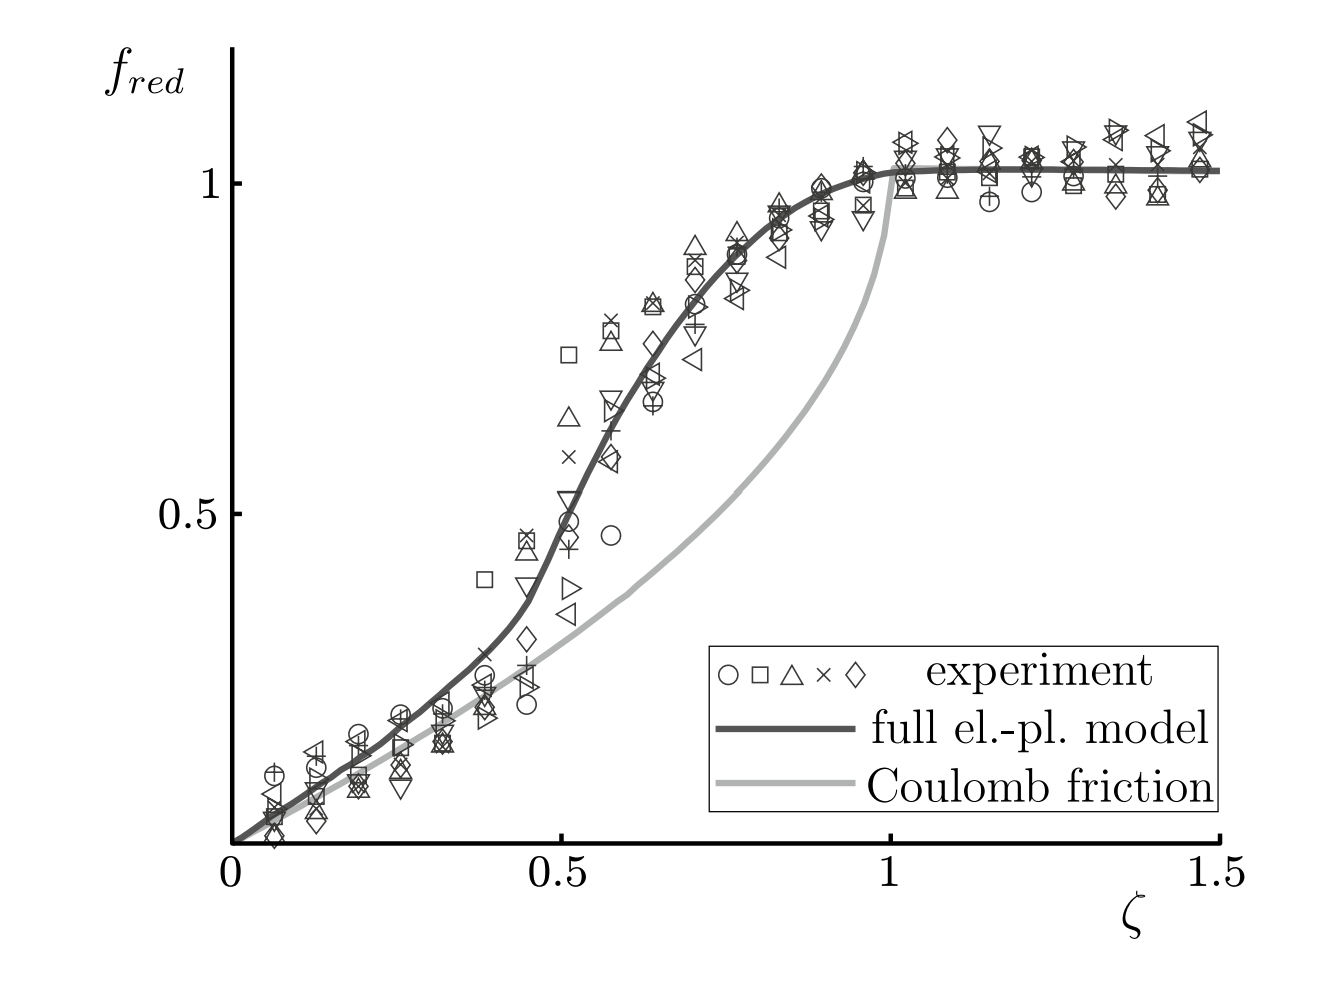 f_red
1
0.5
experiment
full el.-pl. model
Coulomb friction
0 0.5 1 1.5
ζ